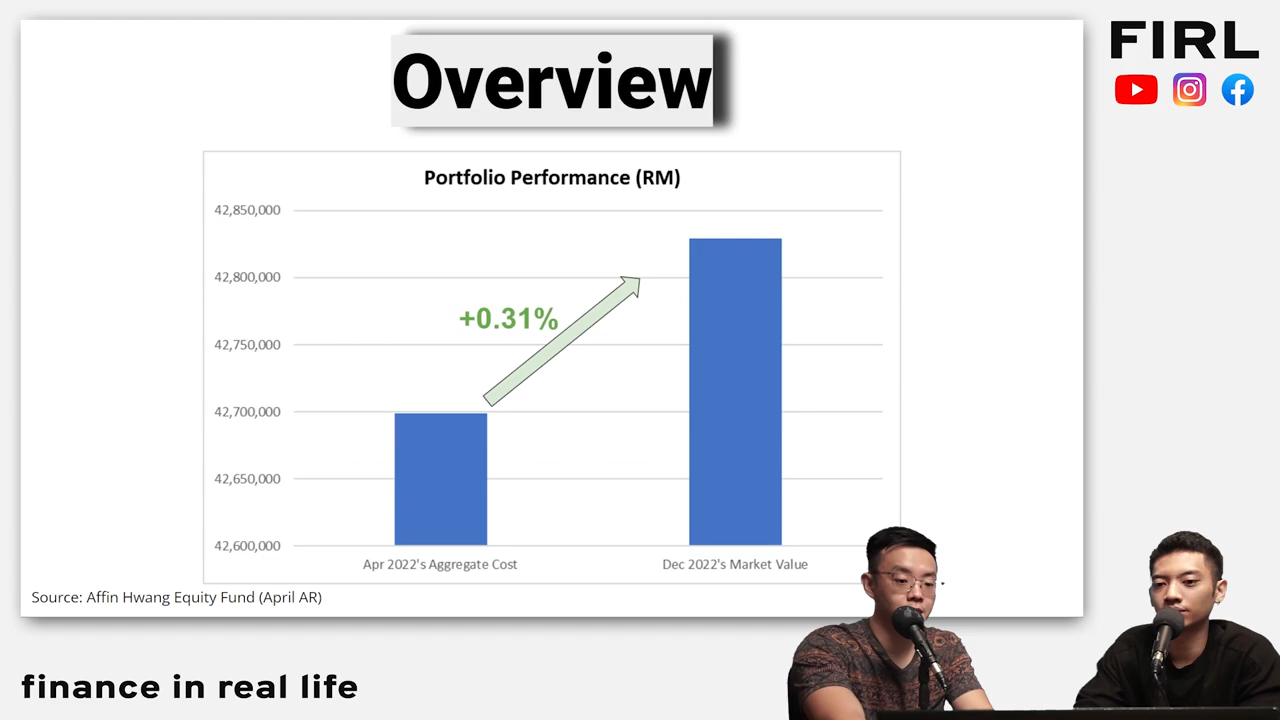 Overview
FIRL
Portfolio Performance (RM)
42,850,000
42,800,000
42,750,000
42,700,000
42,650,000
42,600,000
+0.31%
Apr 2022's Aggregate Cost
Dec 2022's Market Value
Source: Affin Hwang Equity Fund (April AR)
finance in real life